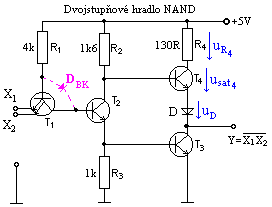 Dvojstupňové hradlo NAND
+5V
4k R1 1k6 R2 130R R4 uR4
DBK
T4 usat4
X1
X2
T1 T2 D uD
T3 Y=X1X2
1k R3